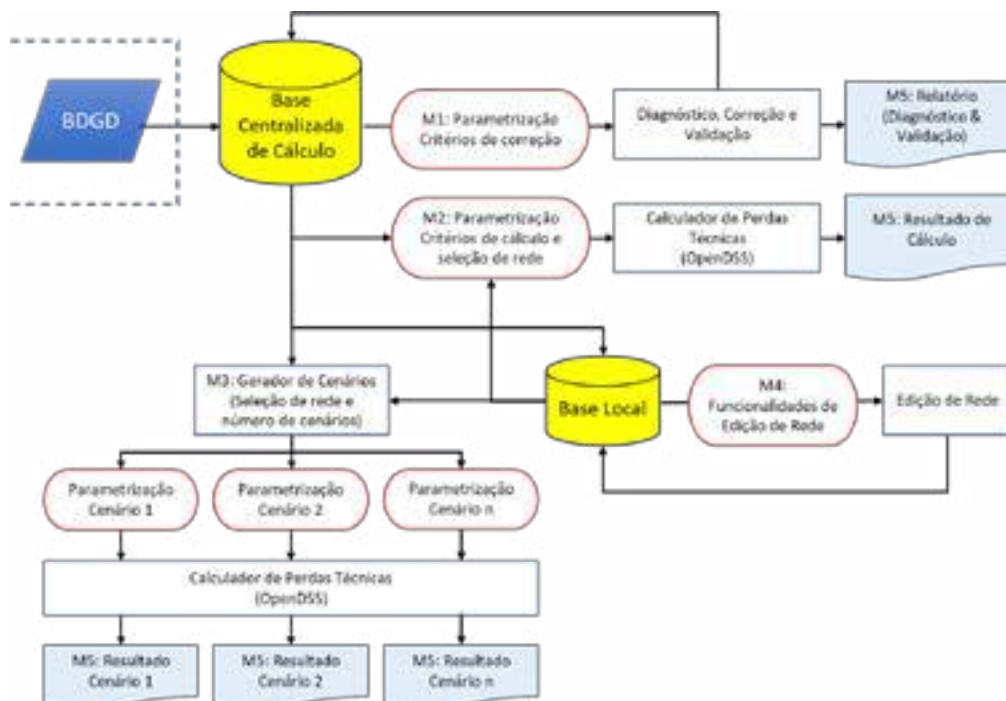 BDGD
Base
Centralizada
de Cálculo
M1: Parametrização
Critérios de correção
Diagnóstico, Correção e
Validação
M5: Relatório
(Diagnóstico &
Validação)
M2: Parametrização
Critérios de cálculo e
seleção de rede
Calculador de Perdas
Técnicas
(OpenDSS)
M5: Resultado de
Cálculo
M3: Gerador de Cenários
(Seleção de rede e
número de cenários)
Base Local
M4:
Funcionalidades de
Edição de Rede
Edição de Rede
Parametrização
Cenário 1
Parametrização
Cenário 2
Parametrização
Cenário n
Calculador de Perdas Técnicas
(OpenDSS)
M5: Resultado
Cenário 1
M5: Resultado
Cenário 2
M5: Resultado
Cenário n